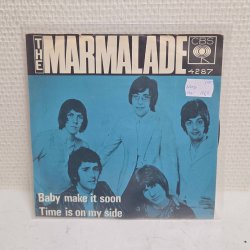 THE MARMALADE
CBS
4287
Baby make it soon
Time is on my side